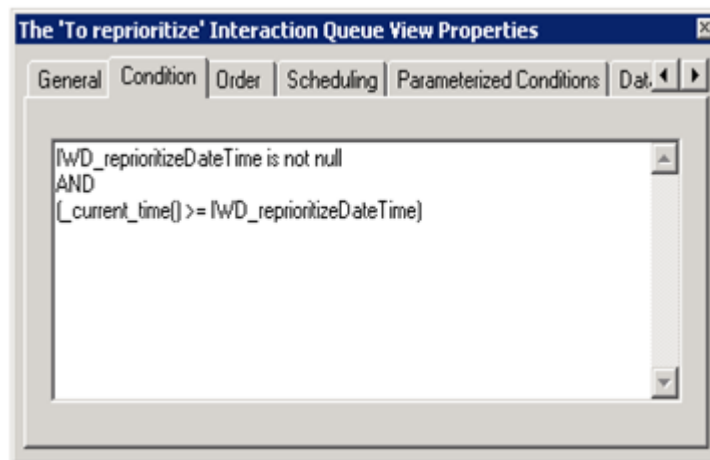 The 'To reprioritize' Interaction Queue View Properties
General Condition Order Scheduling Parameterized Conditions Dat
IWD_reprioritizeDateTime is not null
AND
(_current_time() >= IWD_reprioritizeDateTime)